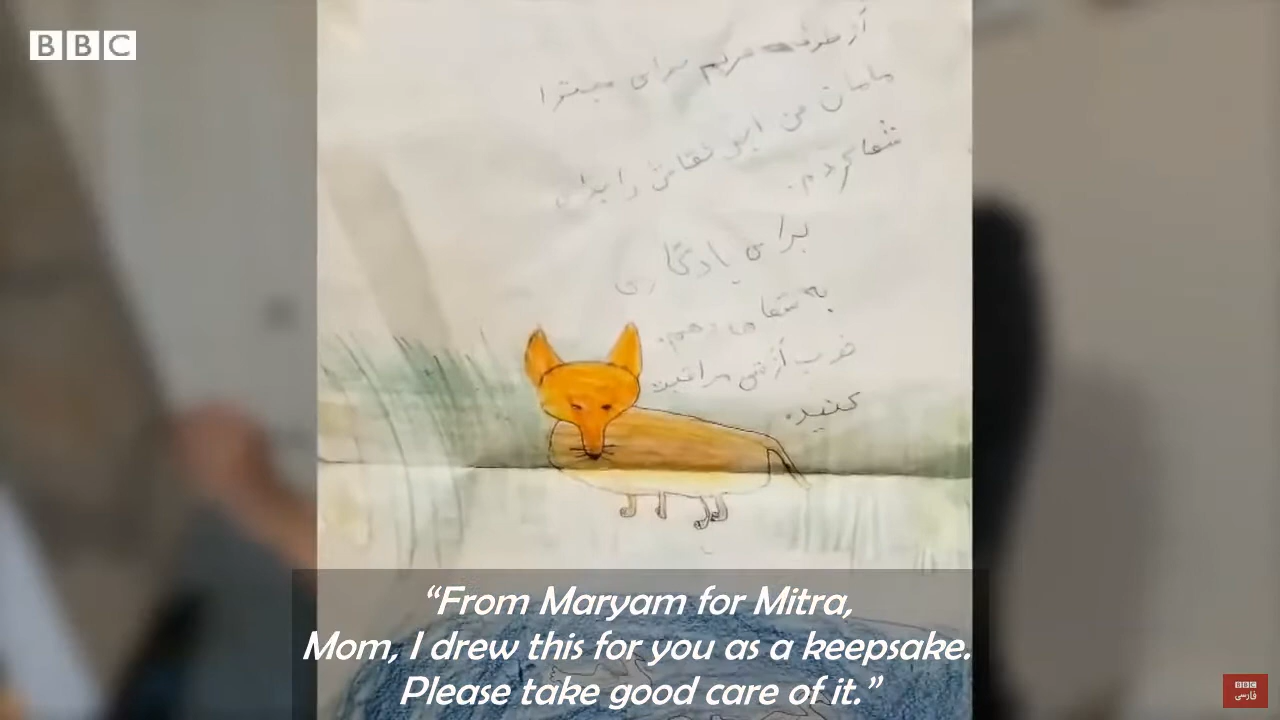 BBC
از طرف مریم برای میترا
مامان من این نقاشی را برای
شما کردم.
برای یادگاری
به شما می دهم.
خوب ازش مراقبت
کنید.
“From Maryam for Mitra,
Mom, I drew this for you as a keepsake.
Please take good care of it.”
BBC
فارسی